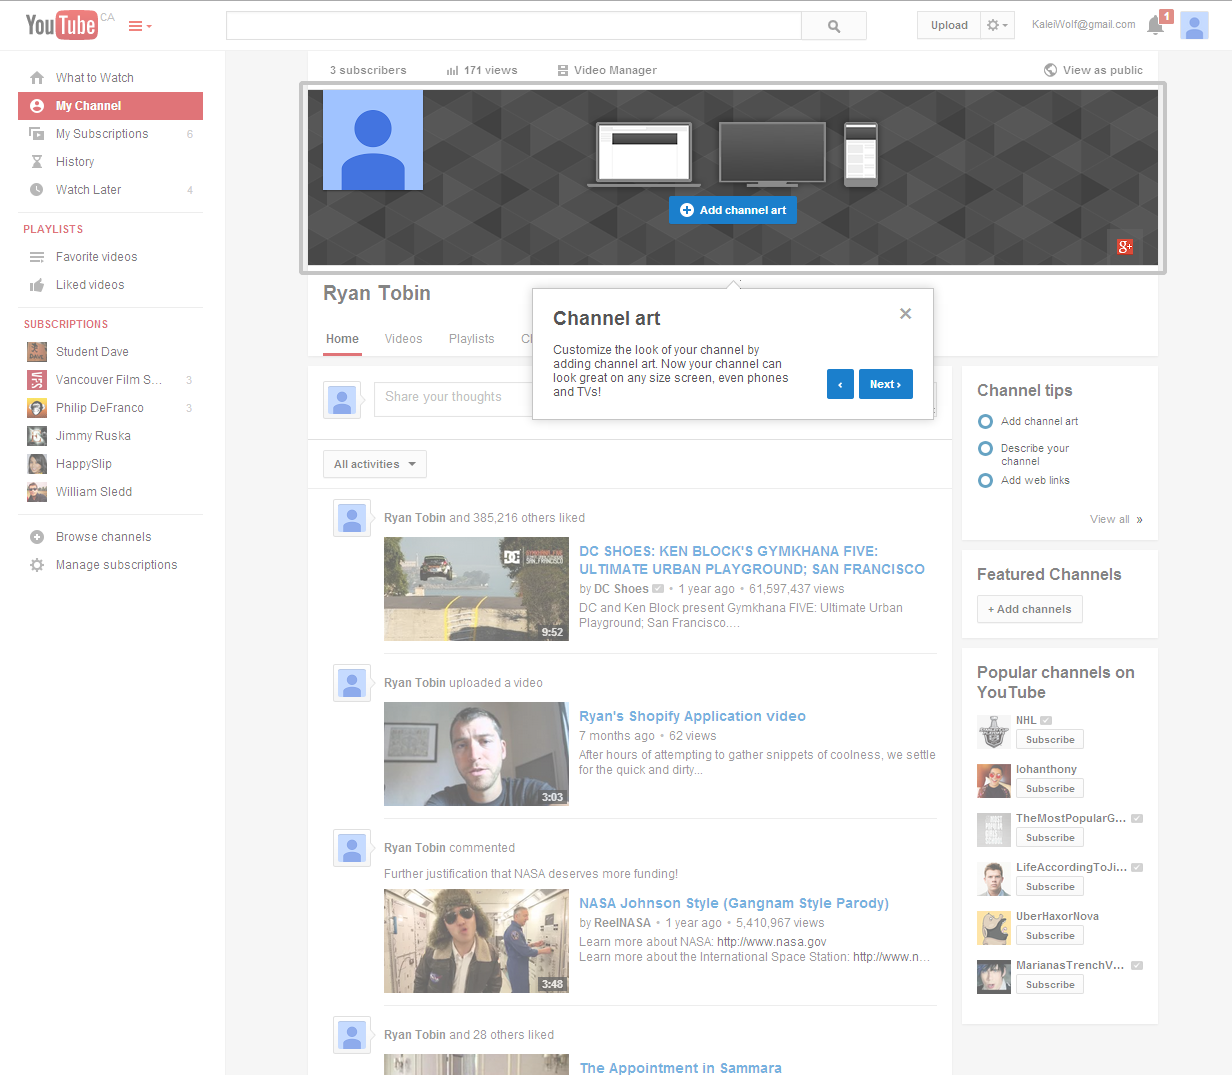 YouTube CA
Upload
KaleiWolf@gmail.com
1
What to Watch
My Channel
My Subscriptions 6
History
Watch Later 4
PLAYLISTS
Favorite videos
Liked videos
SUBSCRIPTIONS
Student Dave
Vancouver Film S... 3
Philip DeFranco 3
Jimmy Ruska
HappySlip
William Sledd
Browse channels
Manage subscriptions
3 subscribers 171 views Video Manager View as public
Add channel art
g+
Ryan Tobin
Home Videos Playlists
Channel art
Customize the look of your channel by
adding channel art. Now your channel can
look great on any size screen, even phones
and TVs!
‹ Next ›
Share your thoughts
All activities
Ryan Tobin and 385,216 others liked
DC
9:52
DC SHOES: KEN BLOCK'S GYMKHANA FIVE:
ULTIMATE URBAN PLAYGROUND; SAN FRANCISCO
by DC Shoes • 1 year ago • 61,597,437 views
DC and Ken Block present Gymkhana FIVE: Ultimate Urban
Playground; San Francisco....
Ryan Tobin uploaded a video
3:03
Ryan's Shopify Application video
7 months ago • 62 views
After hours of attempting to gather snippets of coolness, we settle
for the quick and dirty...
Ryan Tobin commented
Further justification that NASA deserves more funding!
3:48
NASA Johnson Style (Gangnam Style Parody)
by ReelNASA • 1 year ago • 5,410,967 views
Learn more about NASA: http://www.nasa.gov
Learn more about the International Space Station: http://www.n...
Ryan Tobin and 28 others liked
The Appointment in Sammara
Channel tips
Add channel art
Describe your
channel
Add web links
View all »
Featured Channels
+ Add channels
Popular channels on
YouTube
NHL
Subscribe
lohanthony
Subscribe
TheMostPopularG...
Subscribe
LifeAccordingToJi...
Subscribe
UberHaxorNova
Subscribe
MarianasTrenchV...
Subscribe